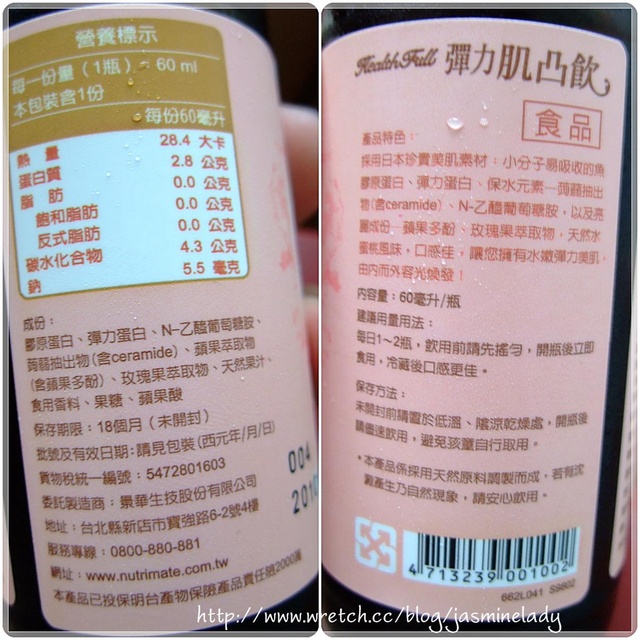 營養標示
每一份量(1瓶):60 ml
本包裝含1份
每份60毫升
熱 量 28.4 大卡
蛋白質 2.8 公克
脂 肪 0.0 公克
飽和脂肪 0.0 公克
反式脂肪 0.0 公克
碳水化合物 4.3 公克
鈉 5.5 毫克
成份:
膠原蛋白、彈力蛋白、N-乙醯葡萄糖胺、
蒟蒻抽出物(含ceramide)、蘋果萃取物
(含蘋果多酚)、玫瑰果萃取物、天然果汁、
食用香料、果糖、蘋果酸
保存期限:18個月(未開封)
批號及有效日期:請見包裝(西元年/月/日)
貨物稅統一編號:5472801603
委託製造商:景華生技股份有限公司
地址:台北縣新店市寶強路6-2號4樓
服務專線:0800-880-881
網址:www.nutrimate.com.tw
本產品已投保明台產物保險產品責任險2000萬
004
2010
HealthFull 彈力肌凸飲
食品
產品特色:
採用日本珍貴美肌素材:小分子易吸收的魚
膠原蛋白、彈力蛋白、保水元素─蒟蒻抽出
物(含ceramide)、N-乙醯葡萄糖胺,以及亮
麗成份─蘋果多酚、玫瑰果萃取物,天然水
蜜桃風味,口感佳,讓您擁有水嫩彈力美肌,
由內而外容光煥發!
內容量:60毫升/瓶
建議用量用法:
每日1~2瓶,飲用前請先搖勻,開瓶後立即
食用,冷藏後口感更佳。
保存方法:
未開封前請置於低溫、陰涼乾燥處,開瓶後
請儘速飲用,避免孩童自行取用。
*本產品係採用天然原料調製而成,若有沈
澱產生乃自然現象,請安心飲用。
4 713239 001002
662L041 S9802
http://www.wretch.cc/blog/jasminelady